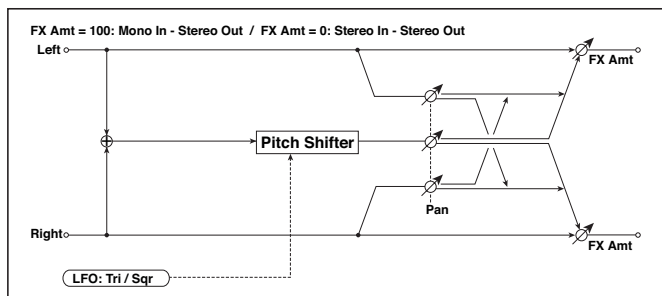 FX Amt = 100: Mono In - Stereo Out / FX Amt = 0: Stereo In - Stereo Out
Left
FX Amt
Pitch Shifter
Pan
Right
FX Amt
LFO: Tri / Sqr